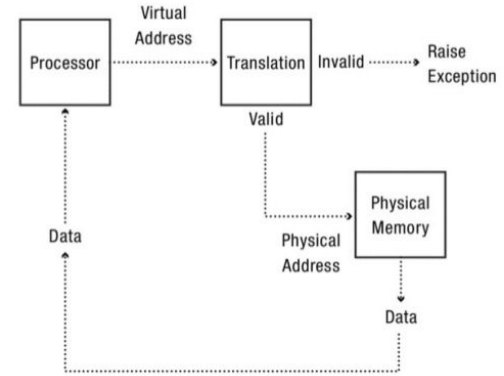 Virtual
Address
Processor
Translation
Invalid
Raise
Exception
Valid
Physical
Memory
Physical
Address
Data
Data